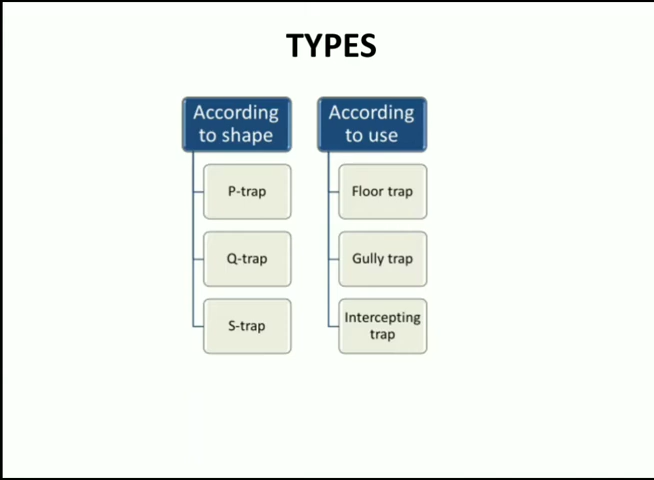 TYPES
According
to shape
P-trap
Q-trap
S-trap
According
to use
Floor trap
Gully trap
Intercepting
trap